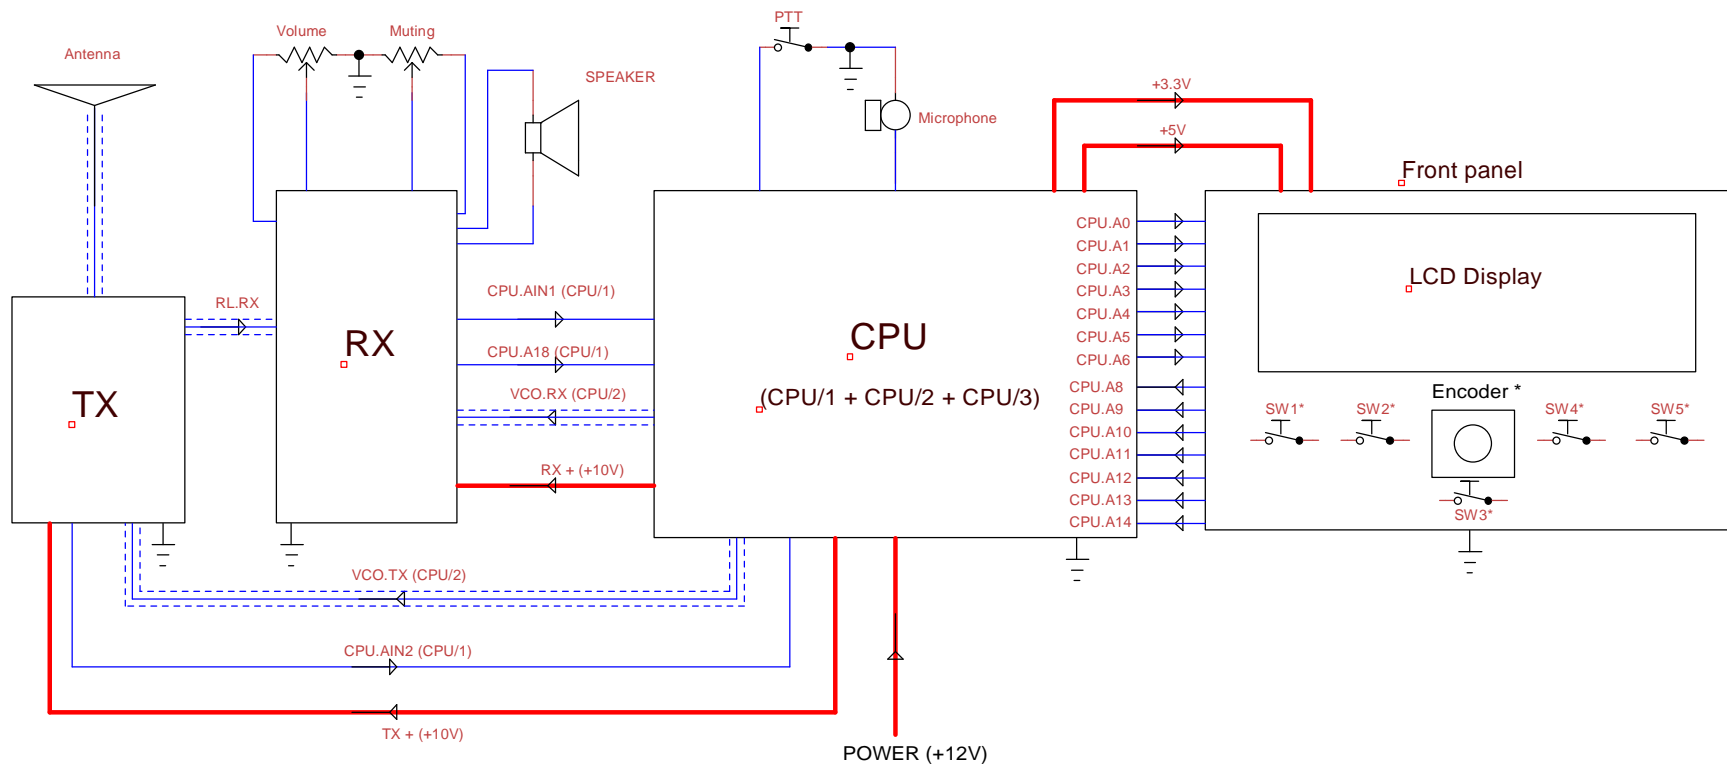 PTT
Volume
Muting
Antenna
SPEAKER
+3.3V
Microphone
+5V
Front panel
CPU.A0
CPU.A1
CPU.A2
CPU.A3
CPU.A4
CPU.A5
CPU.A6
CPU.A8
CPU.A9
CPU.A10
CPU.A11
CPU.A12
CPU.A13
CPU.A14
LCD Display
RL.RX
CPU.AIN1 (CPU/1)
RX
CPU
CPU.A18 (CPU/1)
VCO.RX (CPU/2)
(CPU/1 + CPU/2 + CPU/3)
TX
Encoder *
SW1*
SW2*
SW4*
SW5*
RX + (+10V)
SW3*
VCO.TX (CPU/2)
CPU.AIN2 (CPU/1)
TX + (+10V)
POWER (+12V)